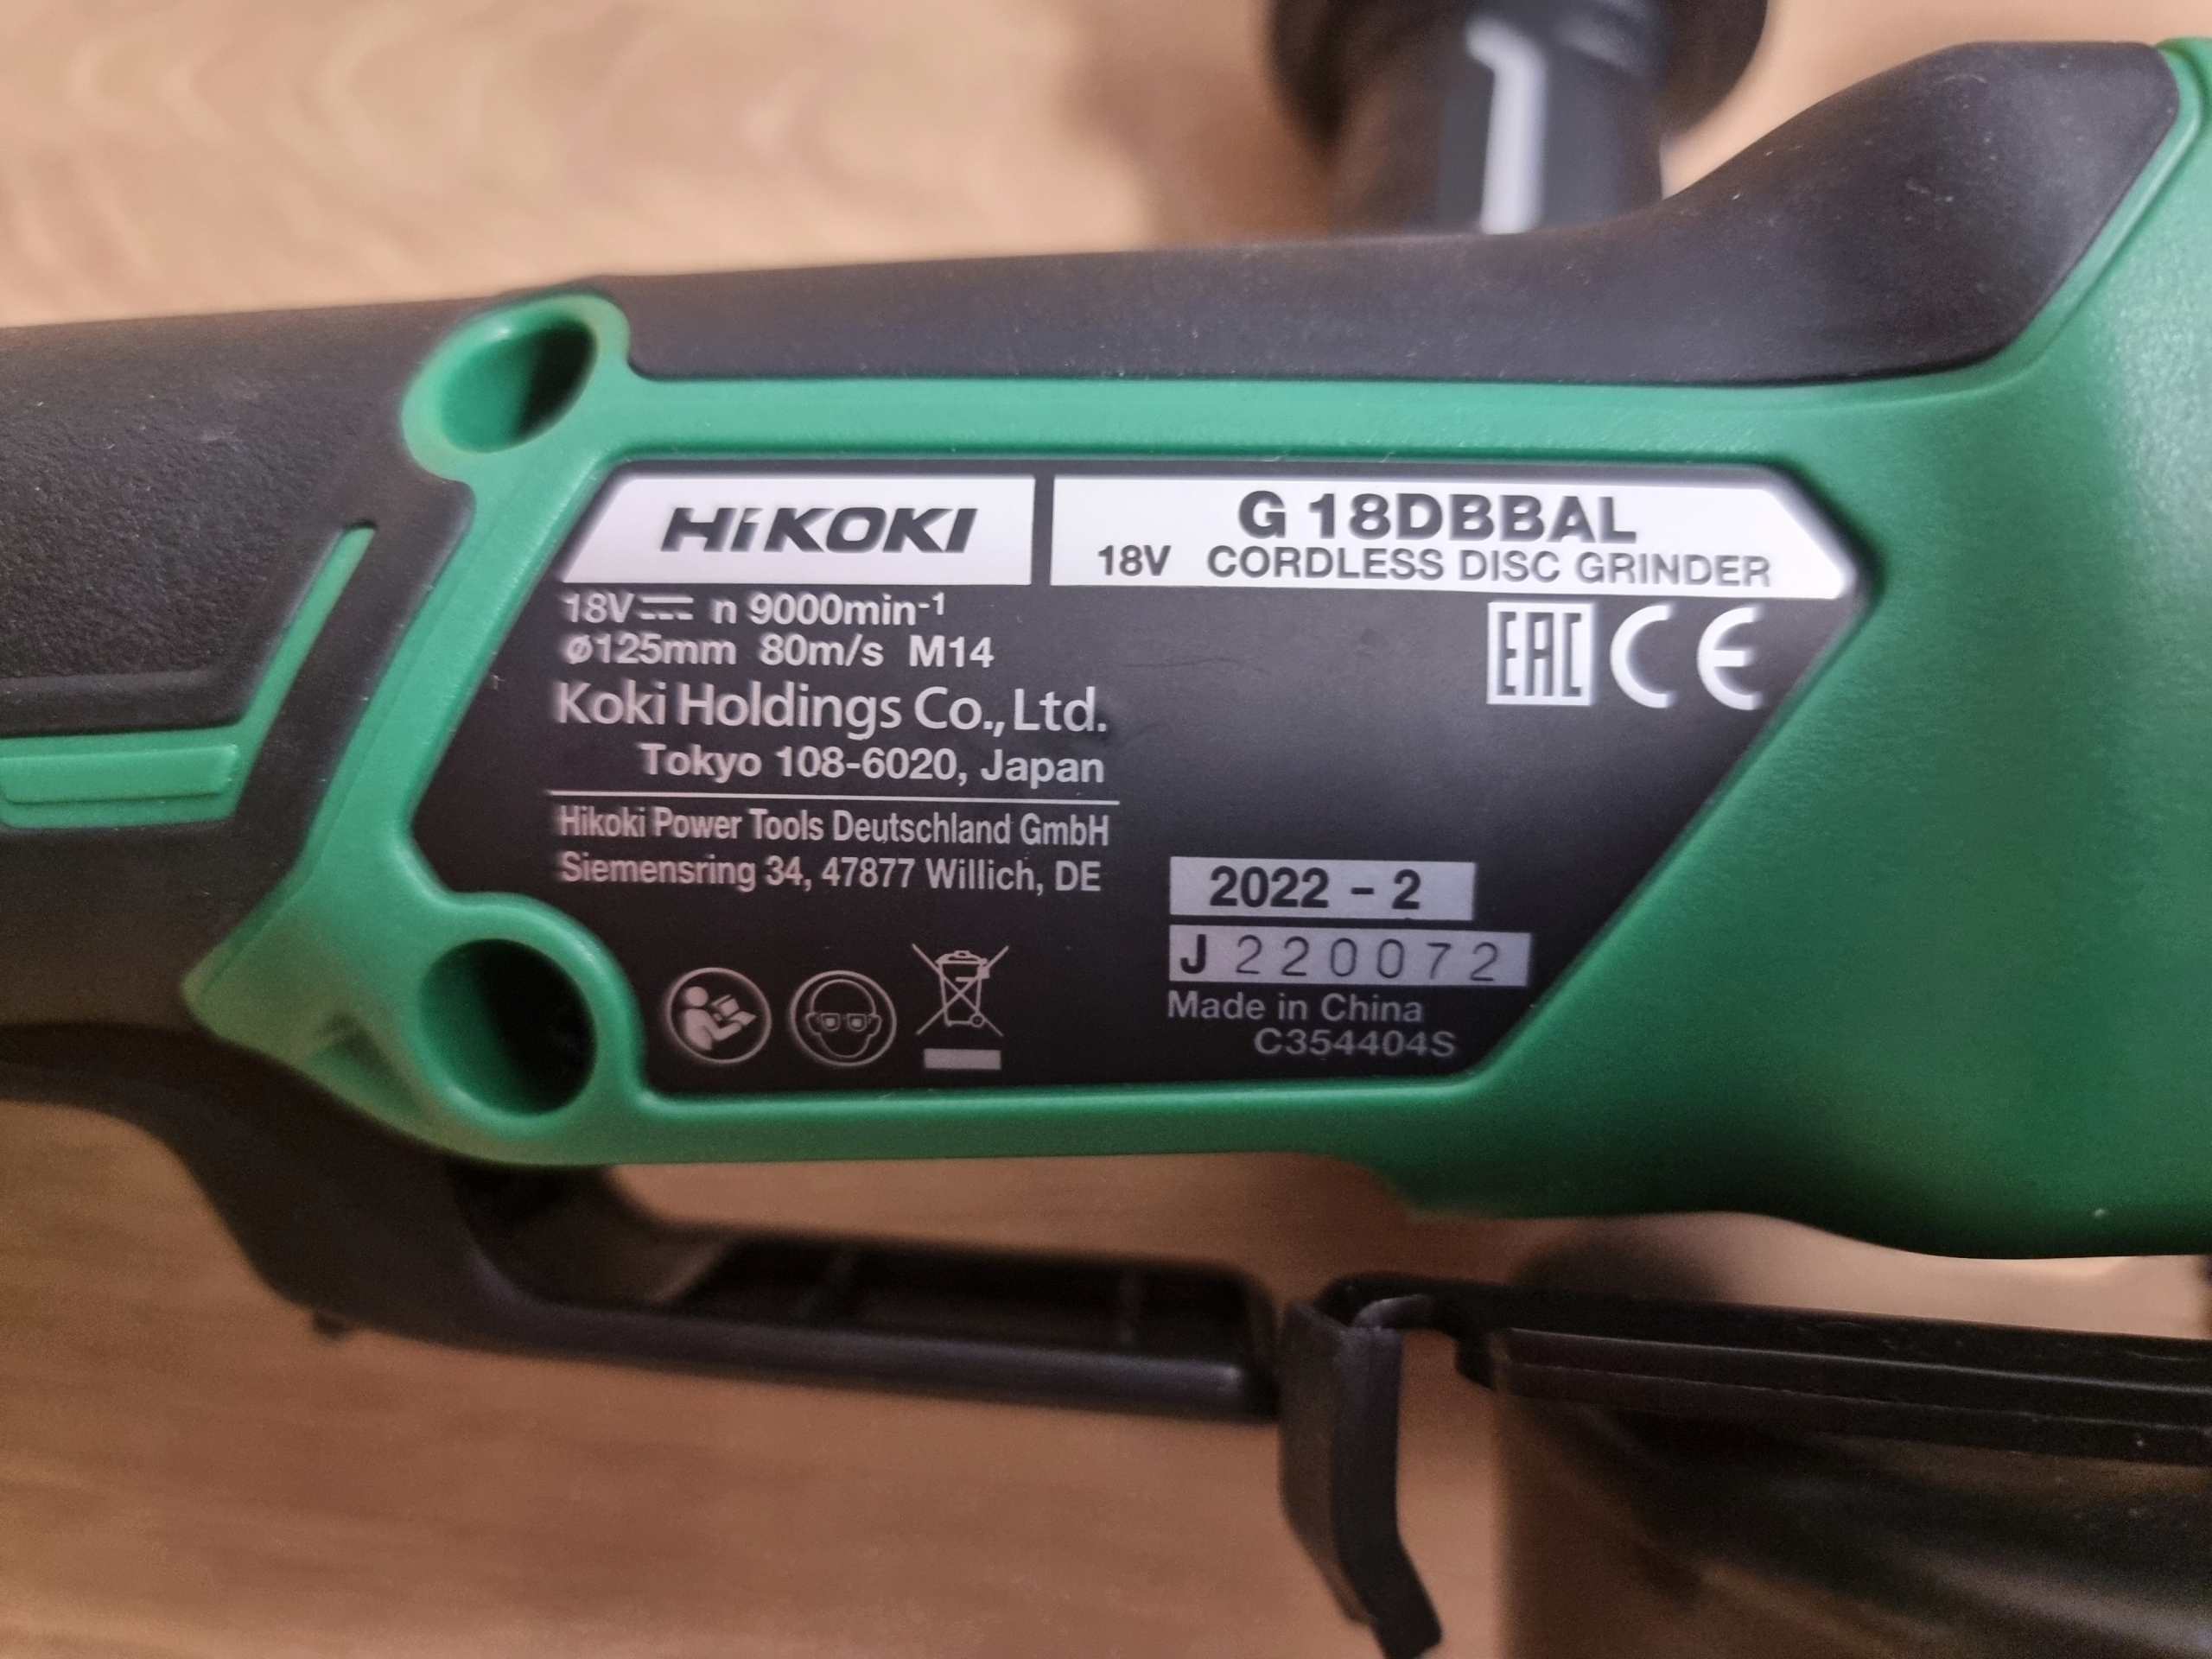 HiKOKI
G 18DBBAL
18V CORDLESS DISC GRINDER
18V⎓ n 9000min⁻¹
ø125mm 80m/s M14
EAC CE
Koki Holdings Co., Ltd.
Tokyo 108-6020, Japan
Hikoki Power Tools Deutschland GmbH
Siemensring 34, 47877 Willich, DE
2022 - 2
J220072
Made in China
C354404S